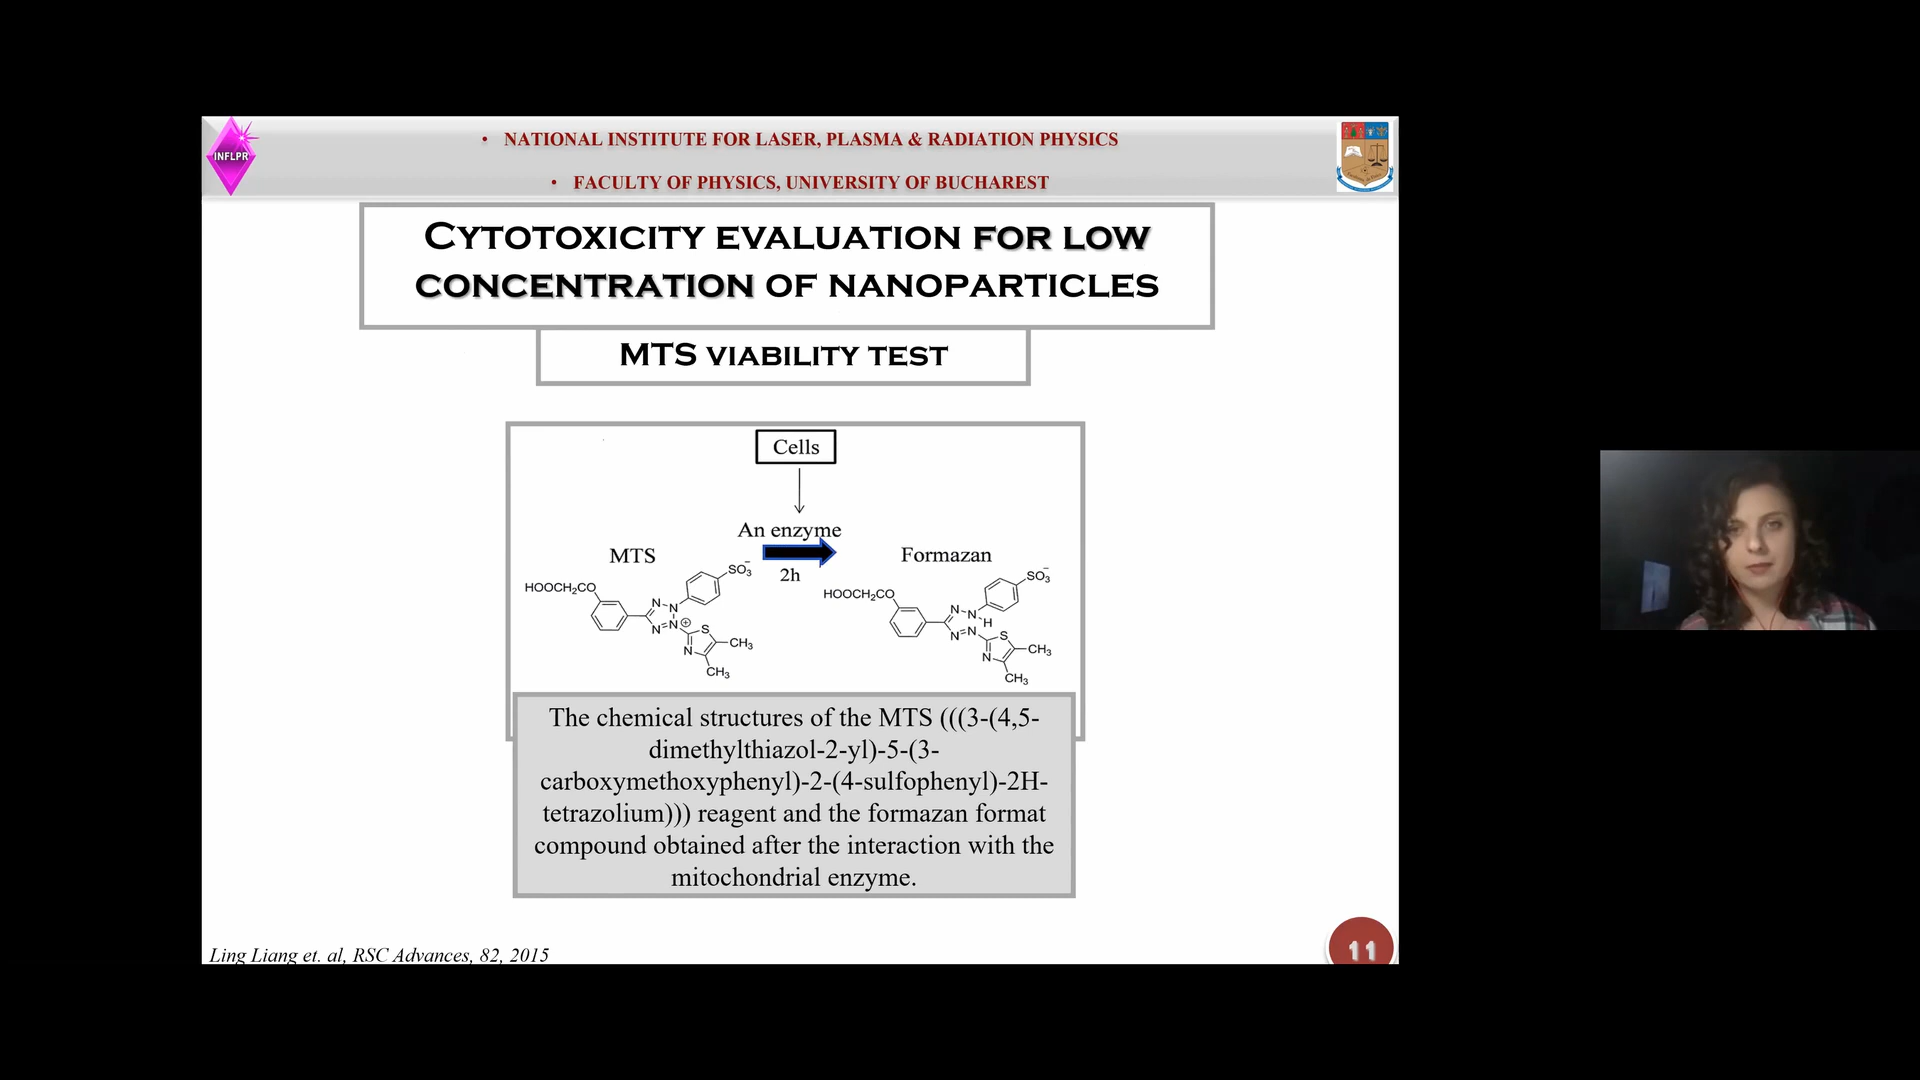 INFLPR
• NATIONAL INSTITUTE FOR LASER, PLASMA & RADIATION PHYSICS
• FACULTY OF PHYSICS, UNIVERSITY OF BUCHAREST
CYTOTOXICITY EVALUATION FOR LOW
CONCENTRATION OF NANOPARTICLES
MTS VIABILITY TEST
Cells
An enzyme
2h
MTS
HOOCH₂CO
SO₃⁻
N
N
N
N
⊕
S
N
CH₃
CH₃
Formazan
HOOCH₂CO
SO₃⁻
N
N
H
N
N
S
N
CH₃
CH₃
The chemical structures of the MTS (((3-(4,5-
dimethylthiazol-2-yl)-5-(3-
carboxymethoxyphenyl)-2-(4-sulfophenyl)-2H-
tetrazolium))) reagent and the formazan format
compound obtained after the interaction with the
mitochondrial enzyme.
Ling Liang et. al, RSC Advances, 82, 2015
11